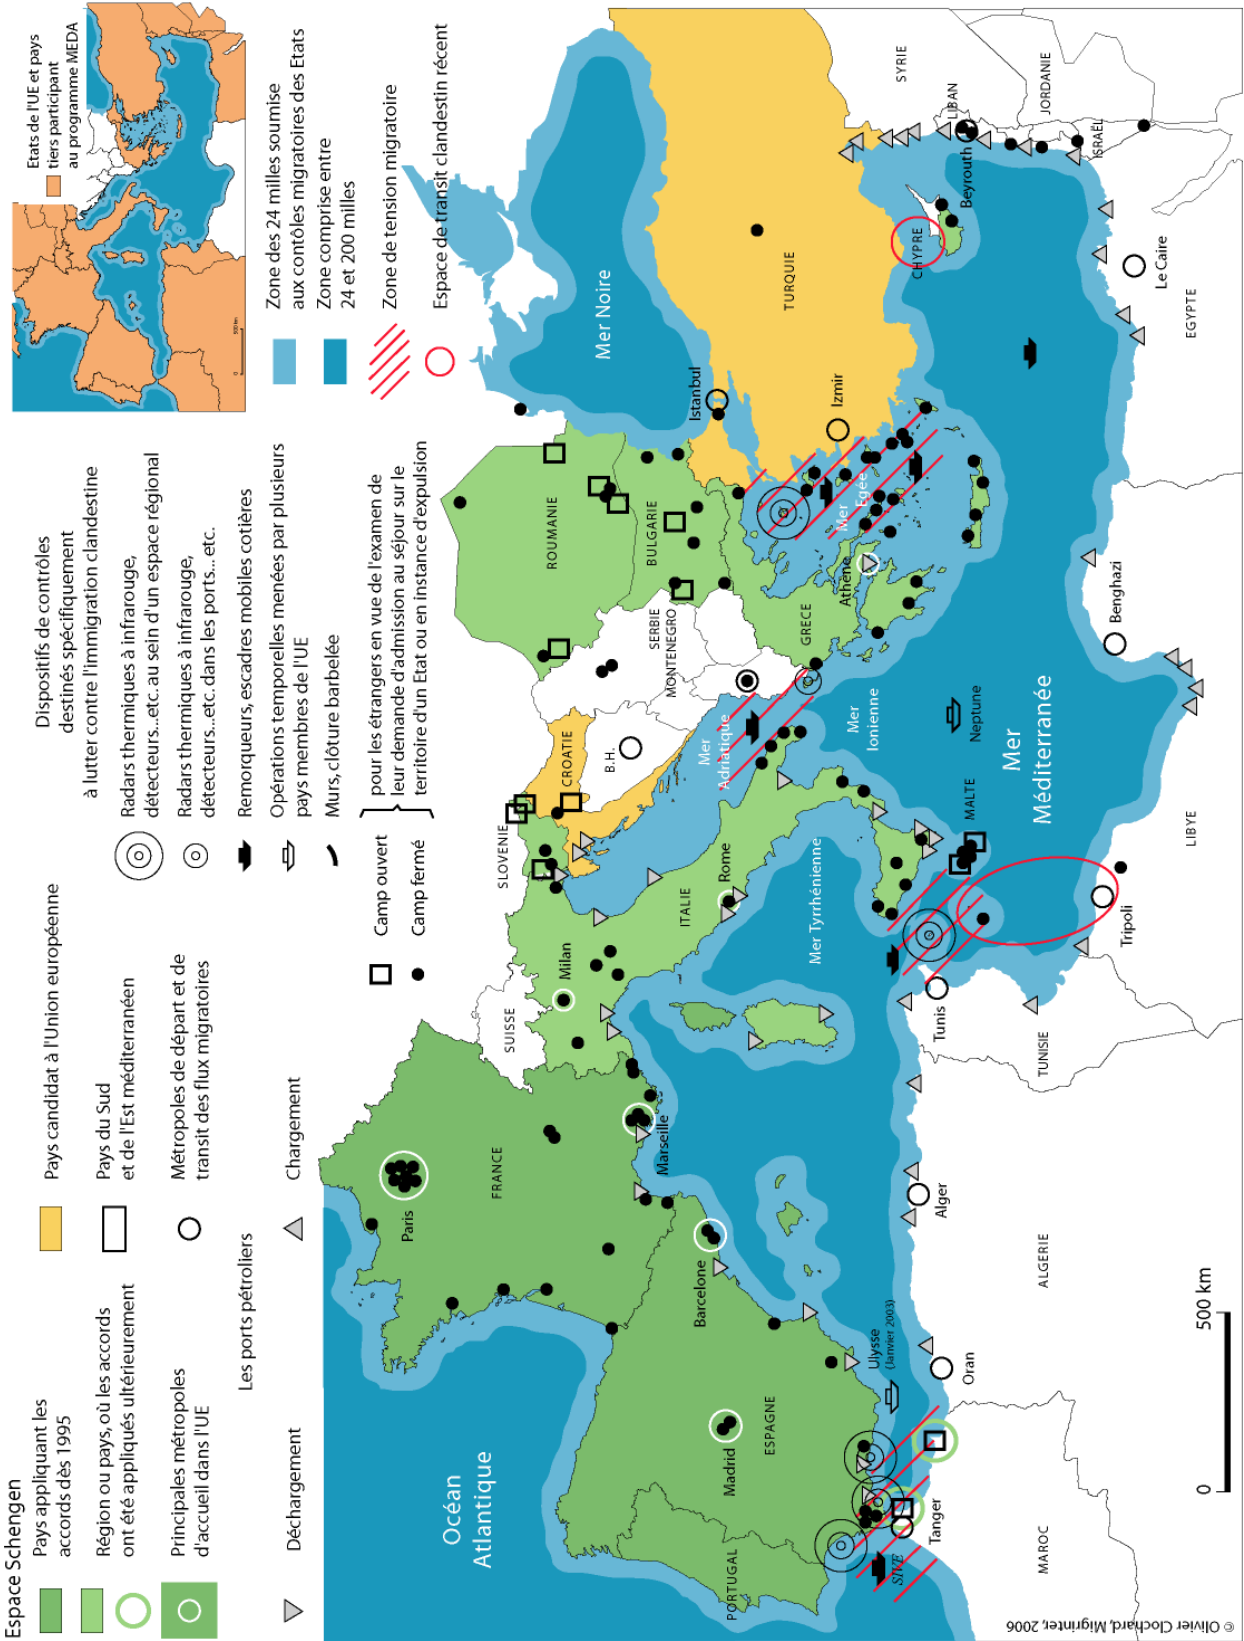 Espace Schengen
Pays appliquant les
accords dès 1995
Région ou pays, où les accords
ont été appliqués ultérieurement
Principales métropoles
d'accueil dans l'UE
Pays candidat à l'Union européenne
Pays du Sud
et de l'Est méditerranéen
Métropoles de départ et de
transit des flux migratoires
Les ports pétroliers
Déchargement
Chargement
Dispositifs de contrôles
destinés spécifiquement
à lutter contre l'immigration clandestine
Radars thermiques à infrarouge,
détecteurs...etc. au sein d'un espace régional
Radars thermiques à infrarouge,
détecteurs...etc. dans les ports... etc.
Remorqueurs, escadres mobiles cotières
Opérations temporelles menées par plusieurs
pays membres de l'UE
Murs, clôture barbelée
Camp ouvert
Camp fermé
pour les étrangers en vue de l'examen de
leur demande d'admission au séjour sur le
territoire d'un Etat ou en instance d'expulsion
Etats de l'UE et pays
tiers participant
au programme MEDA
500 km
0
Zone des 24 milles soumise
aux contôles migratoires des Etats
Zone comprise entre
24 et 200 milles
Zone de tension migratoire
Espace de transit clandestin récent
Océan
Atlantique
Paris
FRANCE
SUISSE
Milan
SLOVENIE
CROATIE
B.H.
SERBIE
MONTENEGRO
ROUMANIE
BULGARIE
Mer Noire
Istanbul
TURQUIE
Izmir
SYRIE
LIBAN
JORDANIE
Beyrouth
ISRAËL
CHYPRE
Le Caire
EGYPTE
Mer
Egée
Athène
GRECE
Mer
Adriatique
Mer
Ionienne
Neptune
Mer
Méditerranée
Benghazi
LIBYE
Tripoli
MALTE
ITALIE
Rome
Mer Tyrrhénienne
Tunis
TUNISIE
Marseille
Barcelone
Madrid
ESPAGNE
PORTUGAL
Ulysse
(Janvier 2003)
SIVE
Tanger
MAROC
Oran
Alger
ALGERIE
0
500 km
© Olivier Clochard, Migrinter, 2006